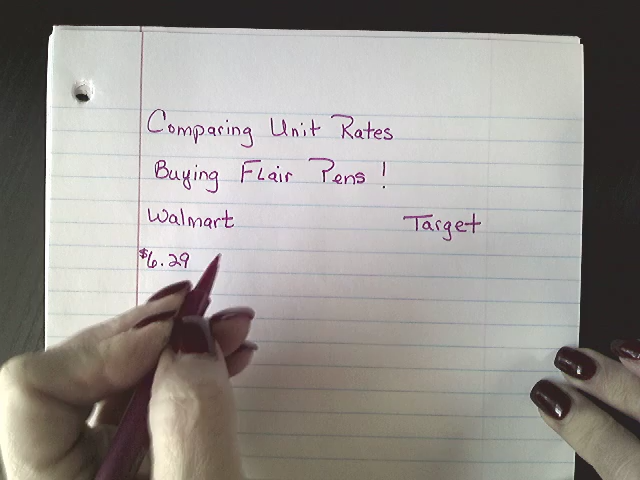 Comparing Unit Rates
Buying Flair Pens!
Walmart Target
$6.29